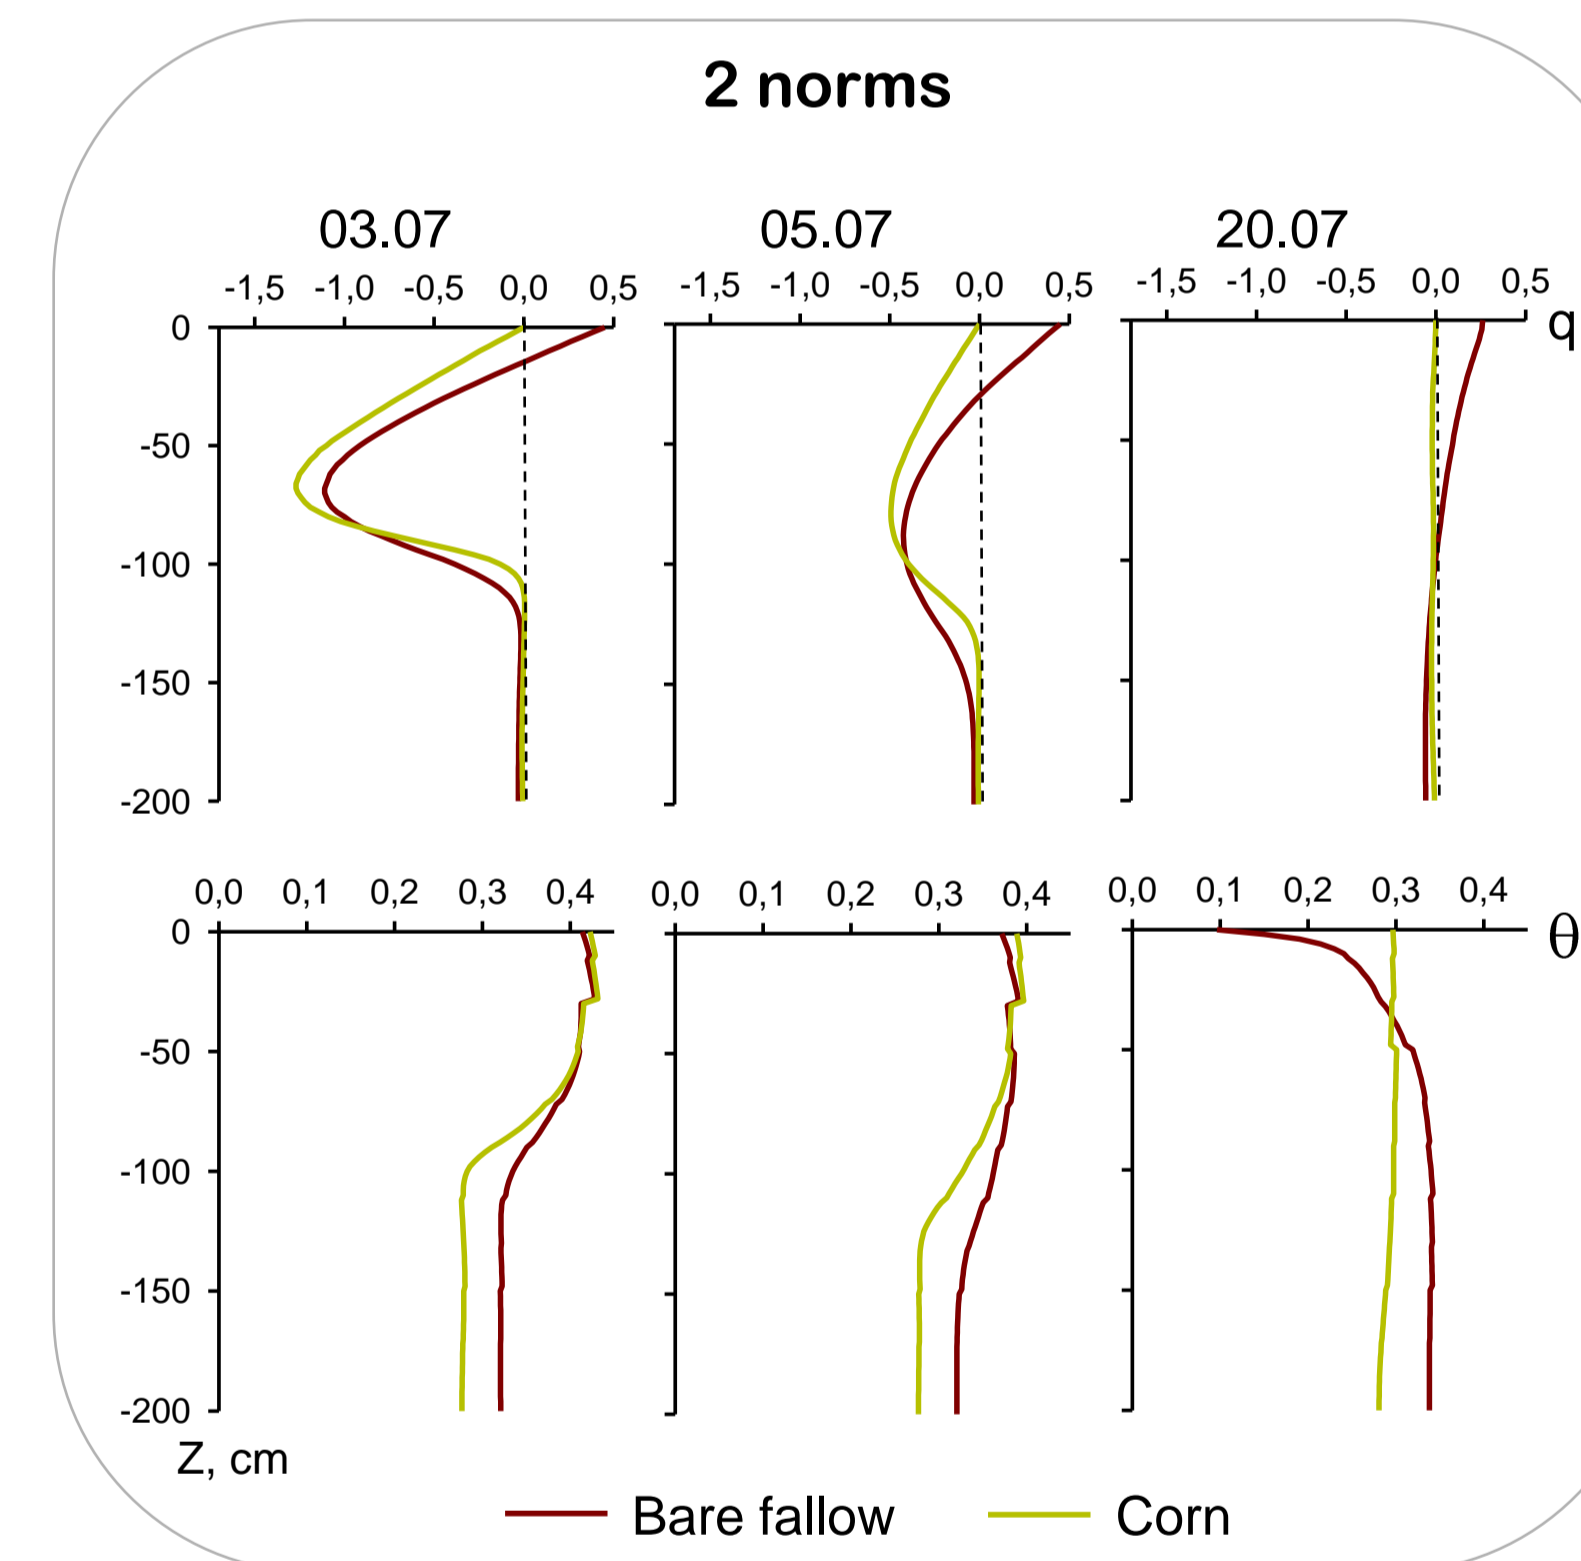 2 norms
03.07 05.07 20.07
-1,5 -1,0 -0,5 0,0 0,5 -1,5 -1,0 -0,5 0,0 0,5 -1,5 -1,0 -0,5 0,0 0,5
0 q
-50
-100
-150
-200
0,0 0,1 0,2 0,3 0,4 0,0 0,1 0,2 0,3 0,4 0,0 0,1 0,2 0,3 0,4
0 θ
-50
-100
-150
-200
Z, cm
Bare fallow Corn